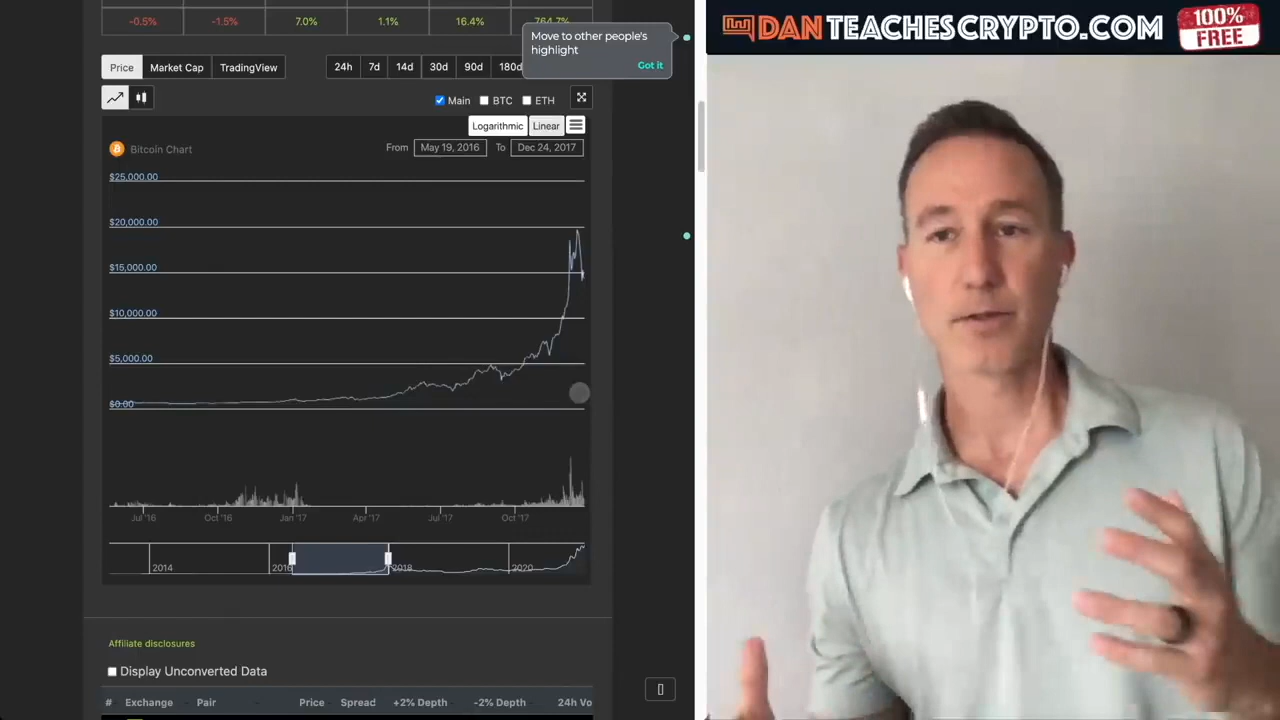 -0.5% -1.5% 7.0% 1.1% 16.4% 764.7%
Move to other people's
highlight
Got it
Price Market Cap TradingView 24h 7d 14d 30d 90d 180d
Main BTC ETH
Logarithmic Linear
Bitcoin Chart From May 19, 2016 To Dec 24, 2017
$25,000.00
$20,000.00
$15,000.00
$10,000.00
$5,000.00
$0.00
Jul '16 Oct '16 Jan '17 Apr '17 Jul '17 Oct '17
2014 2016 2018 2020
Affiliate disclosures
Display Unconverted Data
# Exchange Pair Price Spread +2% Depth -2% Depth 24h Vo
DANTEACHESCRYPTO.COM
100%
FREE